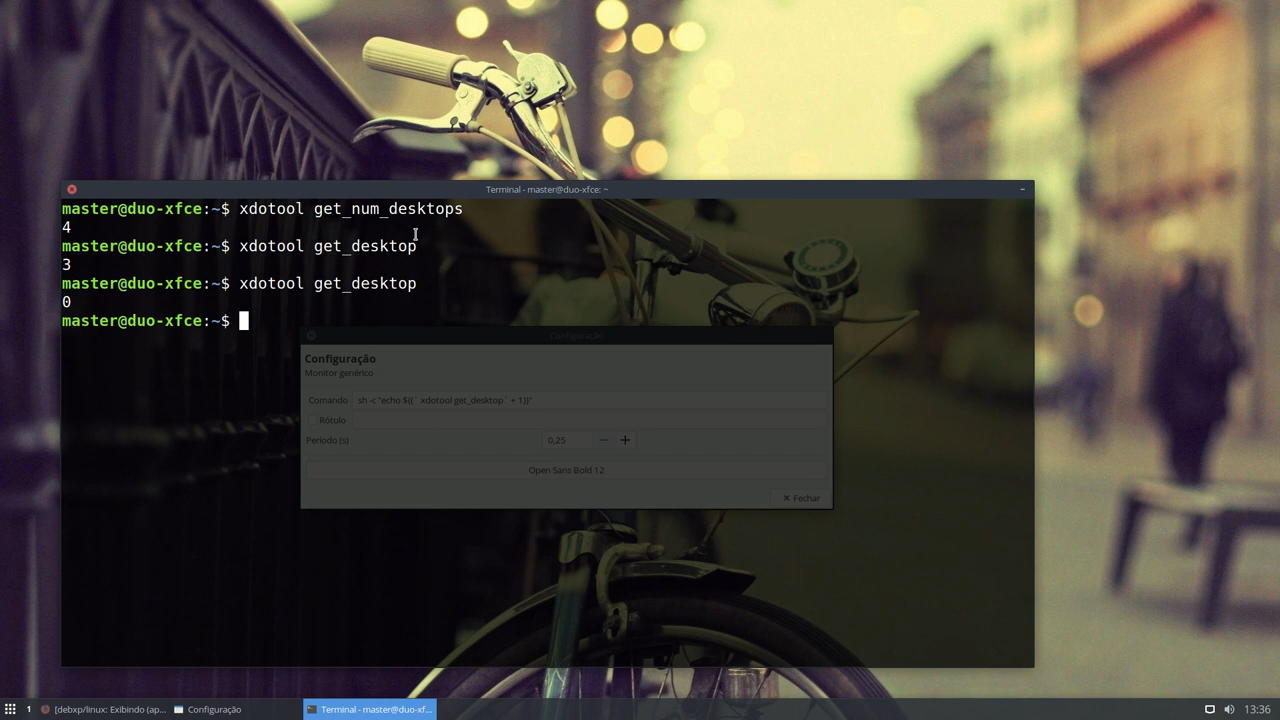 Terminal - master@duo-xfce: ~
master@duo-xfce:~$ xdotool get_num_desktops
4
master@duo-xfce:~$ xdotool get_desktop
3
master@duo-xfce:~$ xdotool get_desktop
0
master@duo-xfce:~$
Configuração
Configuração
Monitor genérico
Comando sh -c "echo $((` xdotool get_desktop` + 1))"
Rótulo
Período (s) 0,25
Open Sans Bold 12
Fechar
1 [debxp/linux: Exibindo (ap... Configuração Terminal - master@duo-xf... 13:36